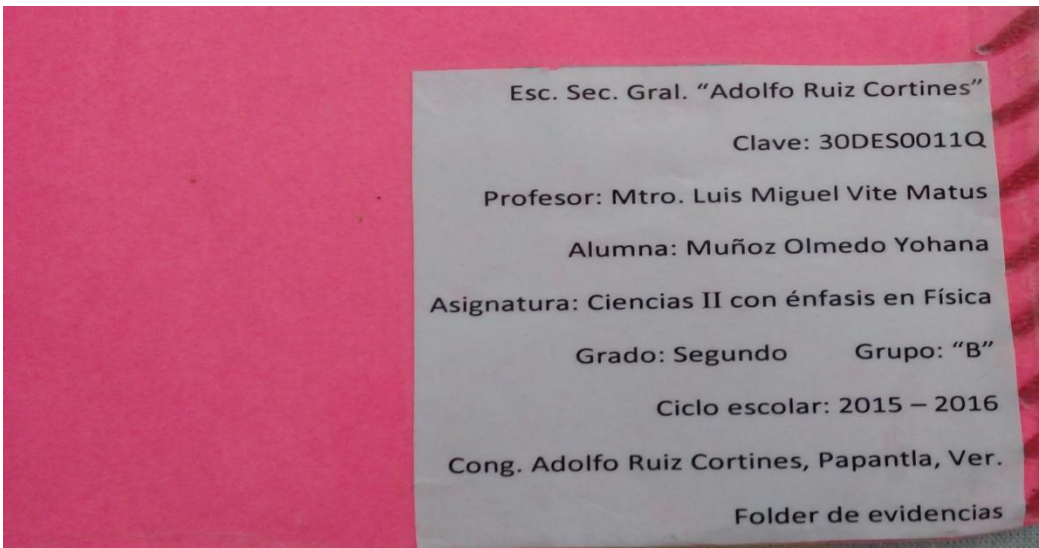 Esc. Sec. Gral. “Adolfo Ruiz Cortines”
Clave: 30DES0011Q
Profesor: Mtro. Luis Miguel Vite Matus
Alumna: Muñoz Olmedo Yohana
Asignatura: Ciencias II con énfasis en Física
Grado: Segundo Grupo: “B”
Ciclo escolar: 2015 – 2016
Cong. Adolfo Ruiz Cortines, Papantla, Ver.
Folder de evidencias